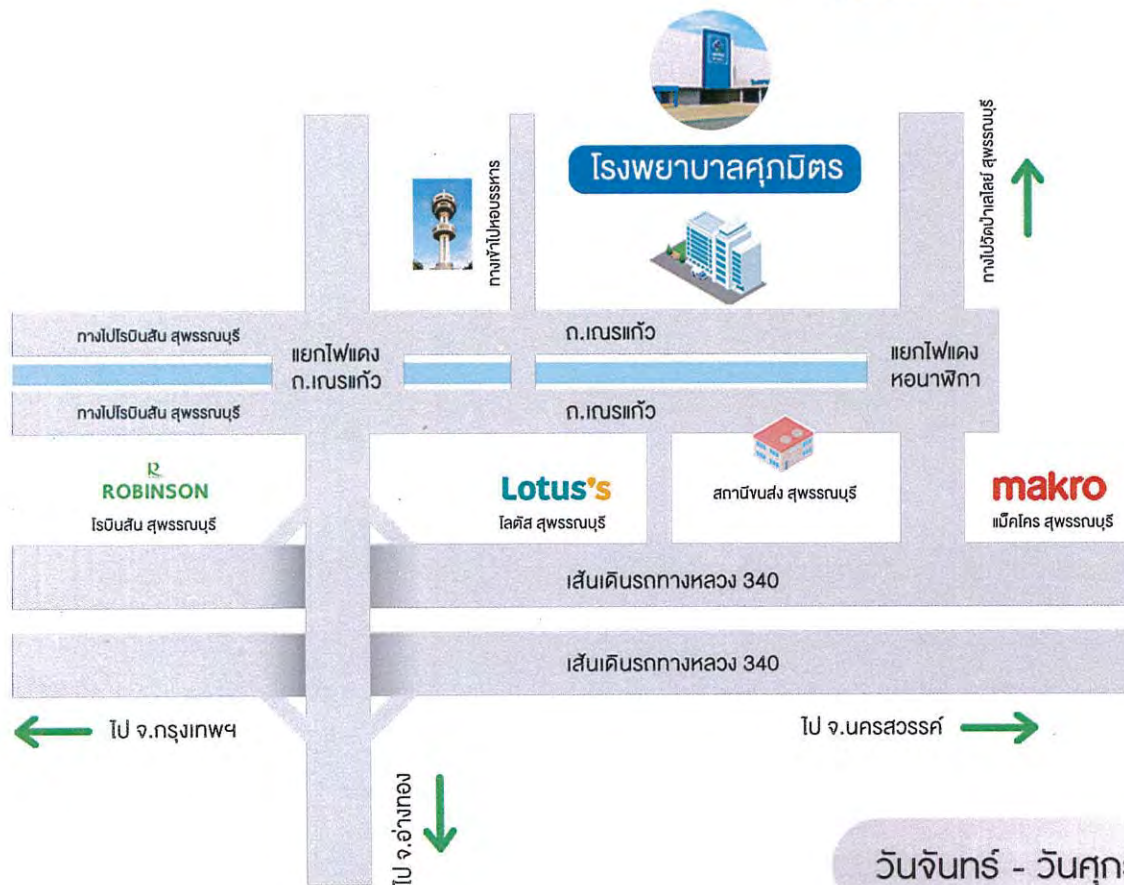 โรงพยาบาลศุภมิตร
ทางเข้าไปหอบรรหาร
ทางไปวัดป่าเลไลย์ สุพรรณบุรี
ทางไปโรบินสัน สุพรรณบุรี
ถ.เณรแก้ว
แยกไฟแดง
ถ.เณรแก้ว
แยกไฟแดง
หอนาฬิกา
ทางไปโรบินสัน สุพรรณบุรี
ถ.เณรแก้ว
R
ROBINSON
โรบินสัน สุพรรณบุรี
Lotus's
โลตัส สุพรรณบุรี
สถานีขนส่ง สุพรรณบุรี
makro
แม็คโคร สุพรรณบุรี
เส้นเดินรถทางหลวง 340
เส้นเดินรถทางหลวง 340
ไป จ.กรุงเทพฯ
ไป จ.นครสวรรค์
ไป จ.อ่างทอง
วันจันทร์ - วันศุกร